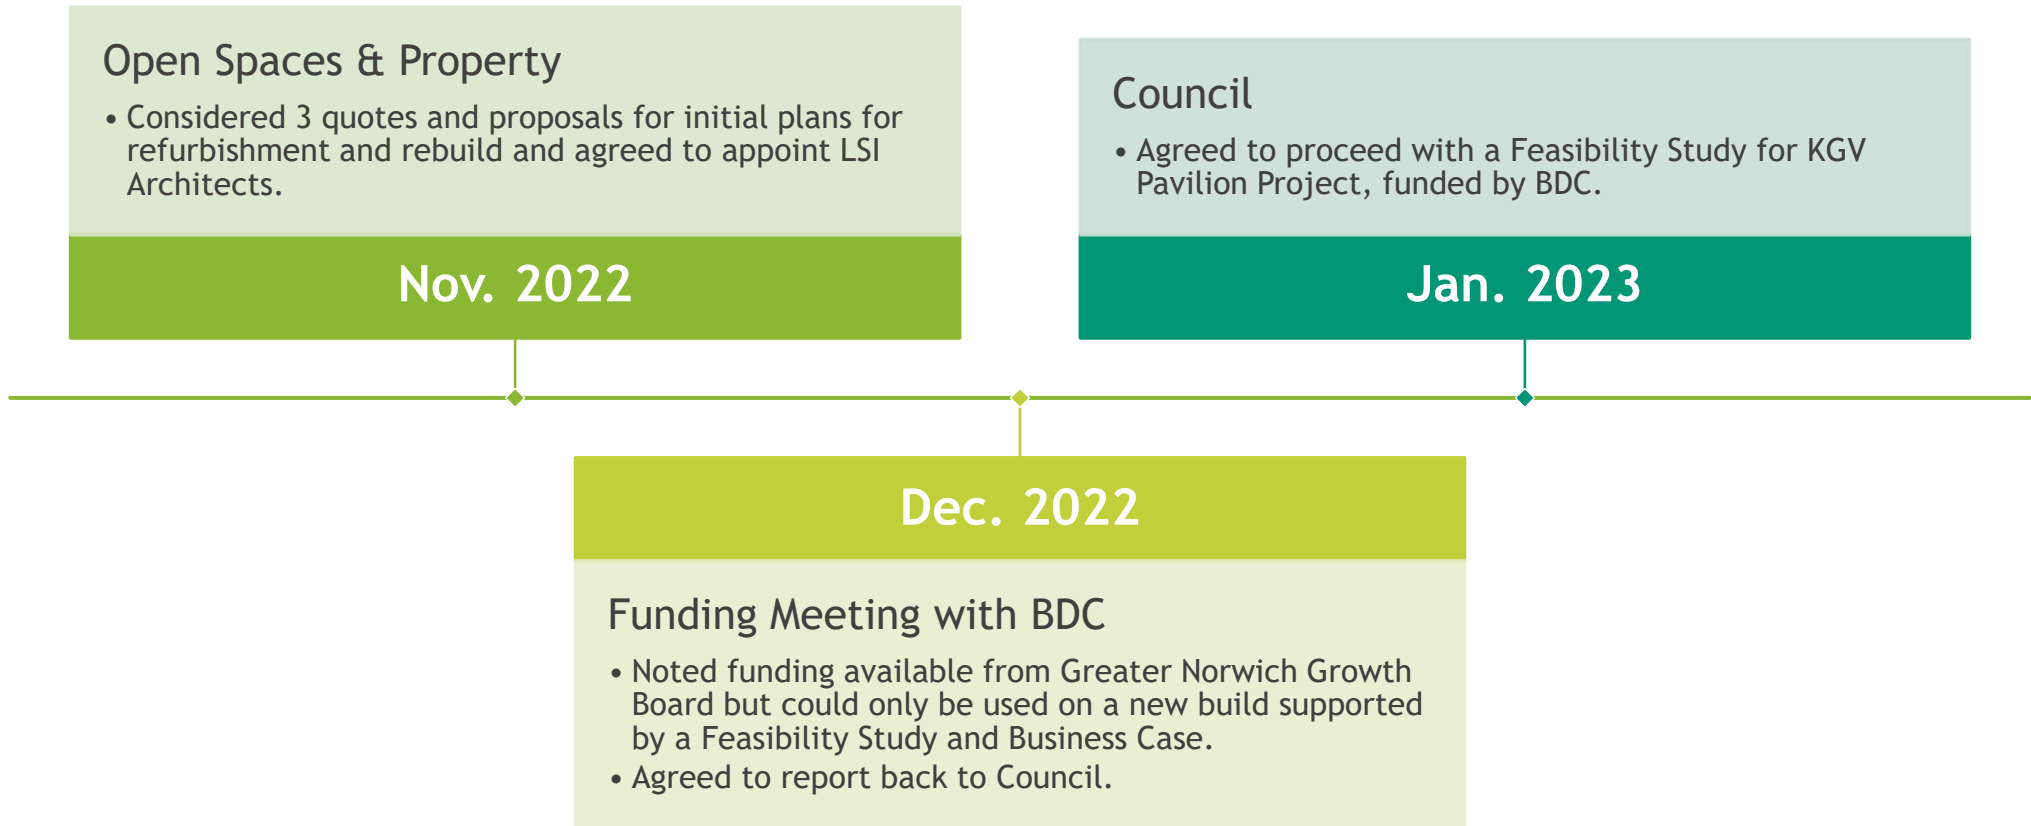 Open Spaces & Property
• Considered 3 quotes and proposals for initial plans for
refurbishment and rebuild and agreed to appoint LSI
Architects.
Nov. 2022
Dec. 2022
Funding Meeting with BDC
• Noted funding available from Greater Norwich Growth
Board but could only be used on a new build supported
by a Feasibility Study and Business Case.
• Agreed to report back to Council.
Council
• Agreed to proceed with a Feasibility Study for KGV
Pavilion Project, funded by BDC.
Jan. 2023